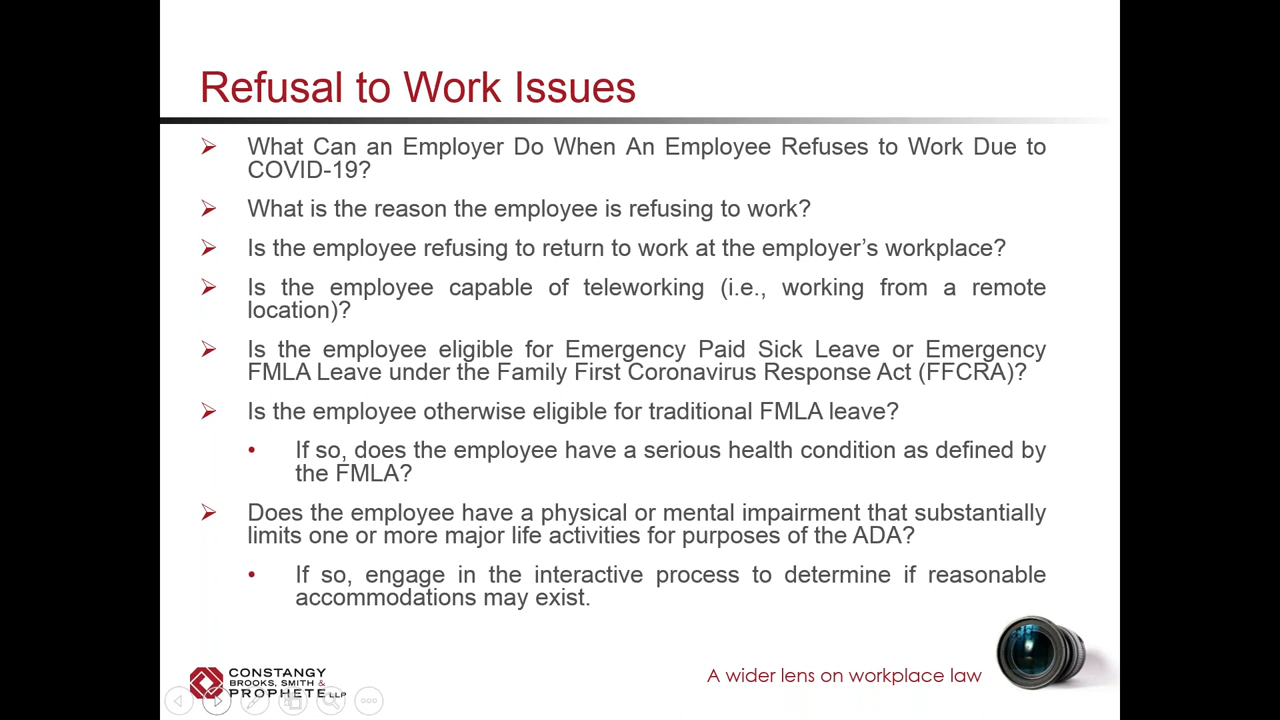 Refusal to Work Issues
What Can an Employer Do When An Employee Refuses to Work Due to
COVID-19?
What is the reason the employee is refusing to work?
Is the employee refusing to return to work at the employer's workplace?
Is the employee capable of teleworking (i.e., working from a remote
location)?
Is the employee eligible for Emergency Paid Sick Leave or Emergency
FMLA Leave under the Family First Coronavirus Response Act (FFCRA)?
Is the employee otherwise eligible for traditional FMLA leave?
If so, does the employee have a serious health condition as defined by
the FMLA?
Does the employee have a physical or mental impairment that substantially
limits one or more major life activities for purposes of the ADA?
If so, engage in the interactive process to determine if reasonable
accommodations may exist.
CONSTANGY
BROOKS, SMITH &
PROPHETE LLP
A wider lens on workplace law